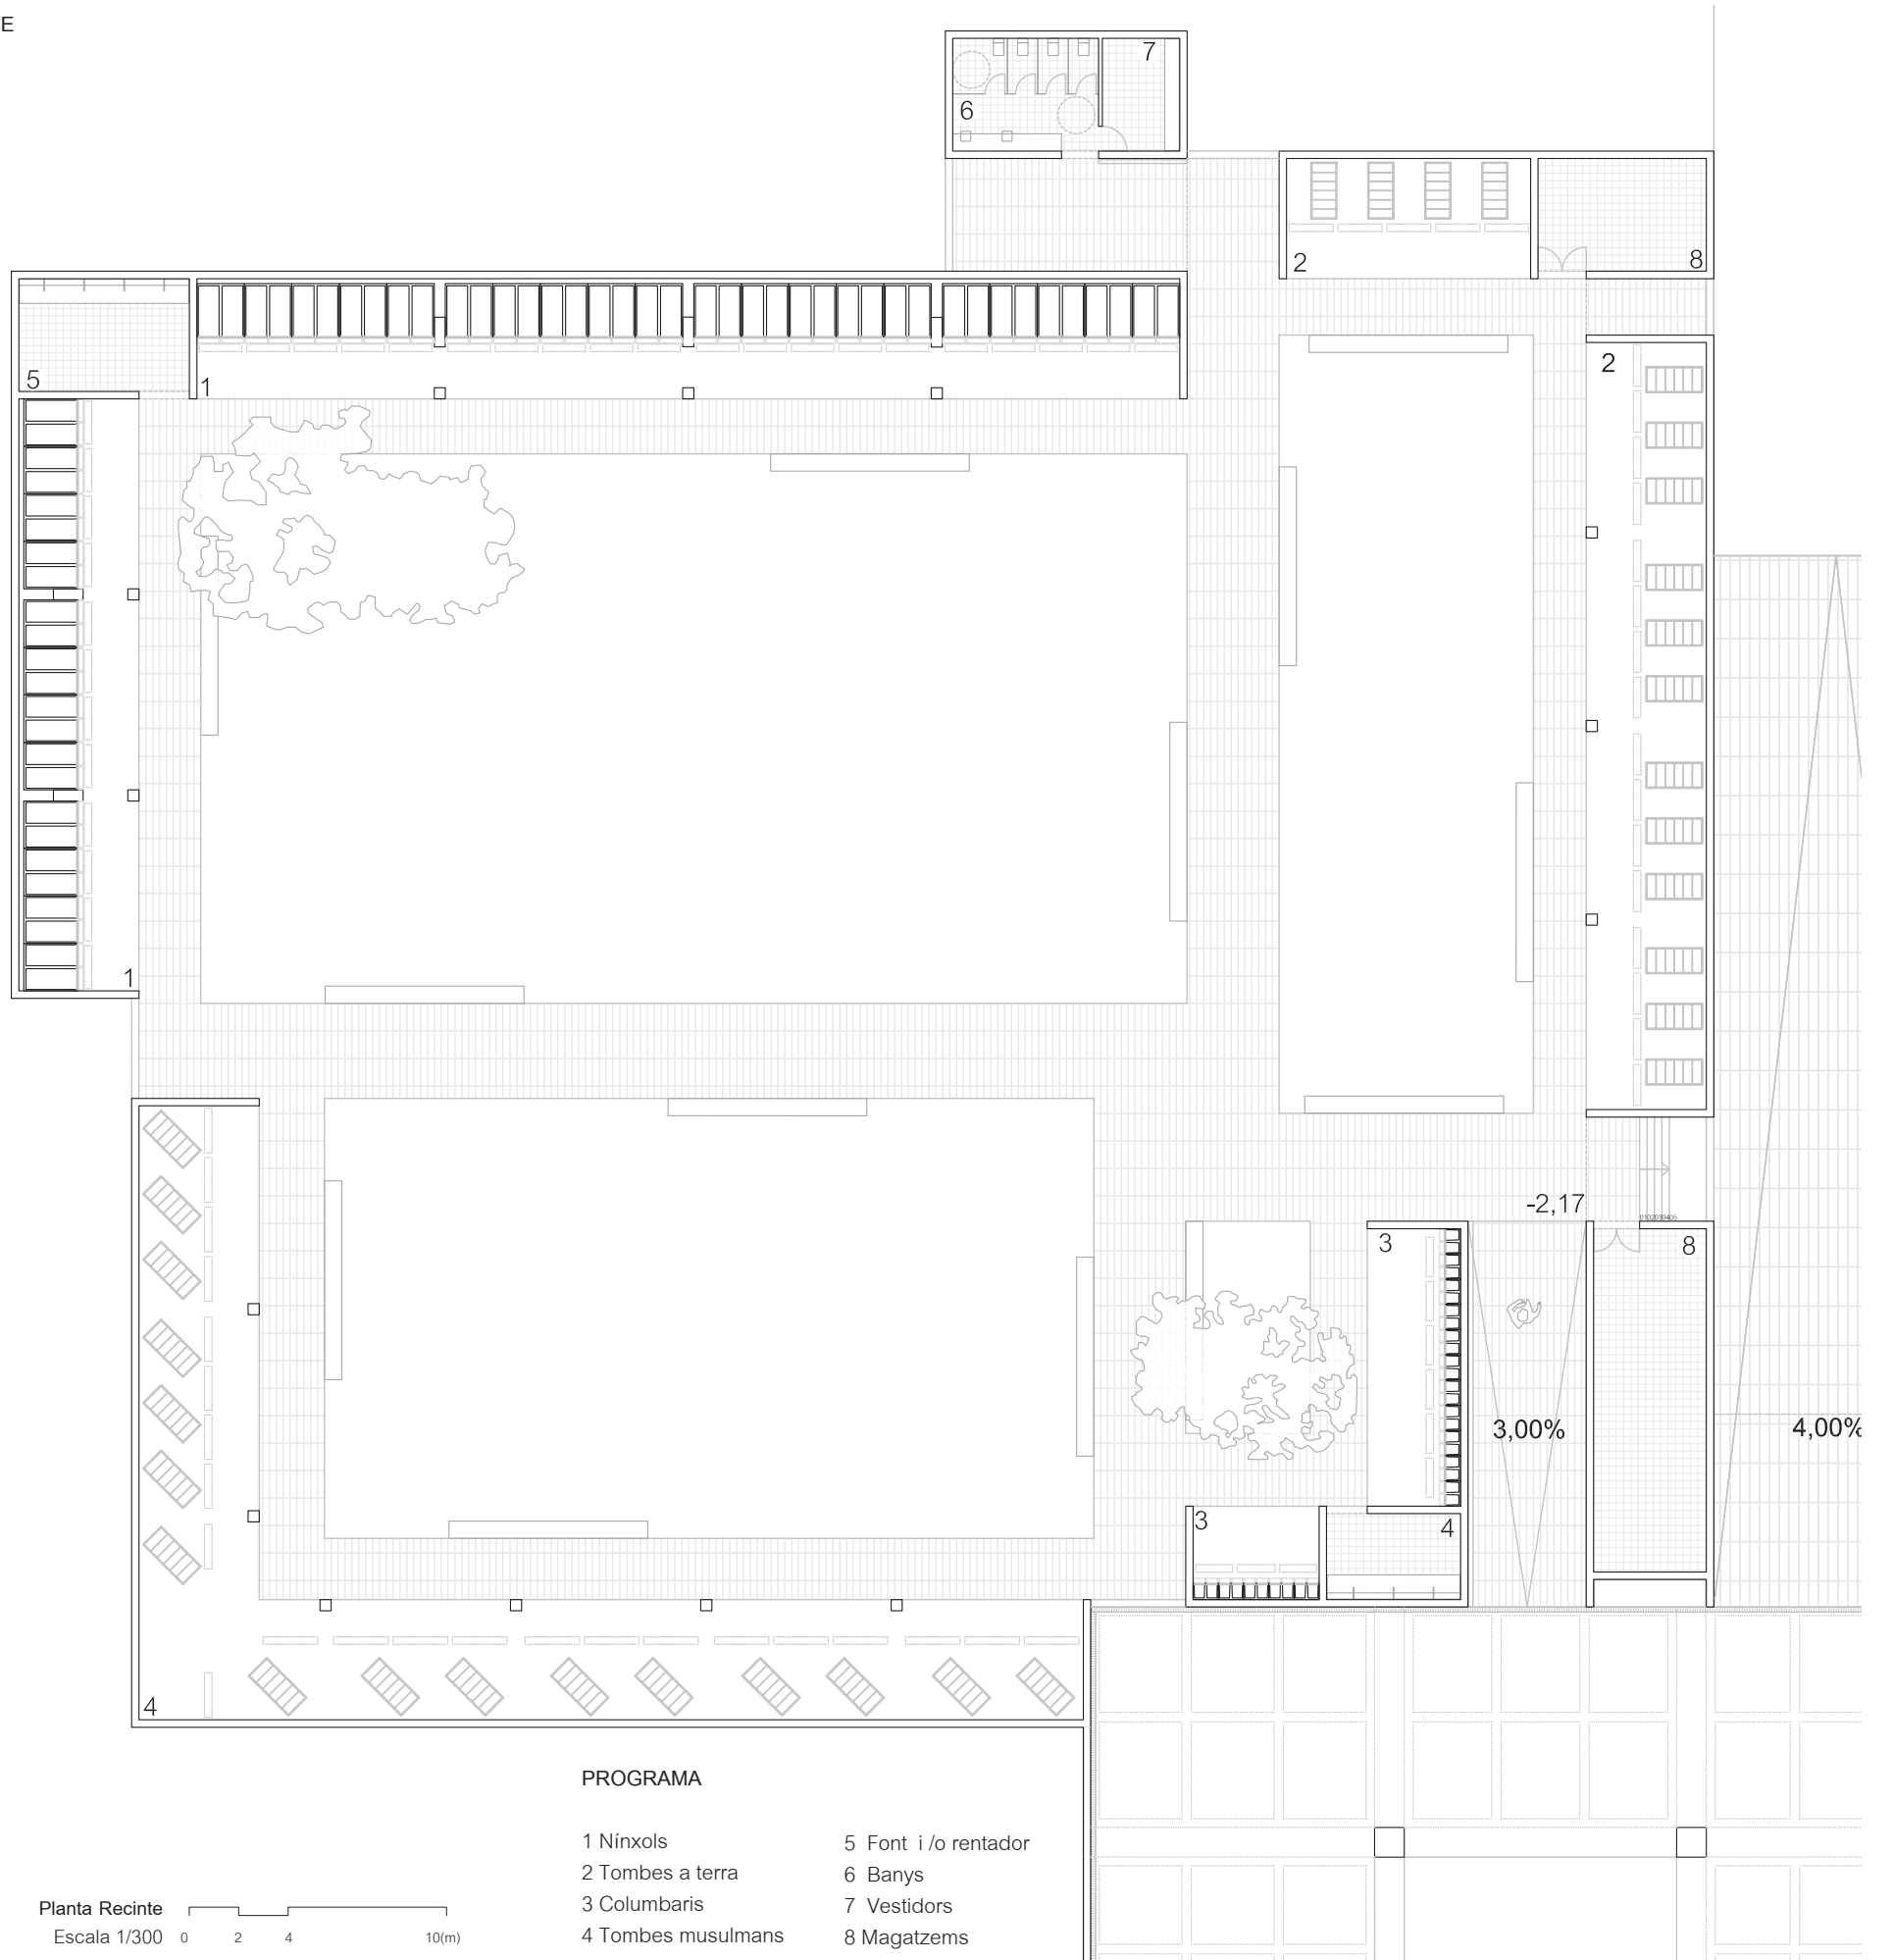 E
7
6
2
8
5
1
2
1
-2,17
0102030405
3
8
3,00%
4,00%
3
4
4
PROGRAMA
1 Nínxols
2 Tombes a terra
3 Columbaris
4 Tombes musulmans
5 Font i /o rentador
6 Banys
7 Vestidors
8 Magatzems
Planta Recinte
Escala 1/300
0 2 4 10(m)